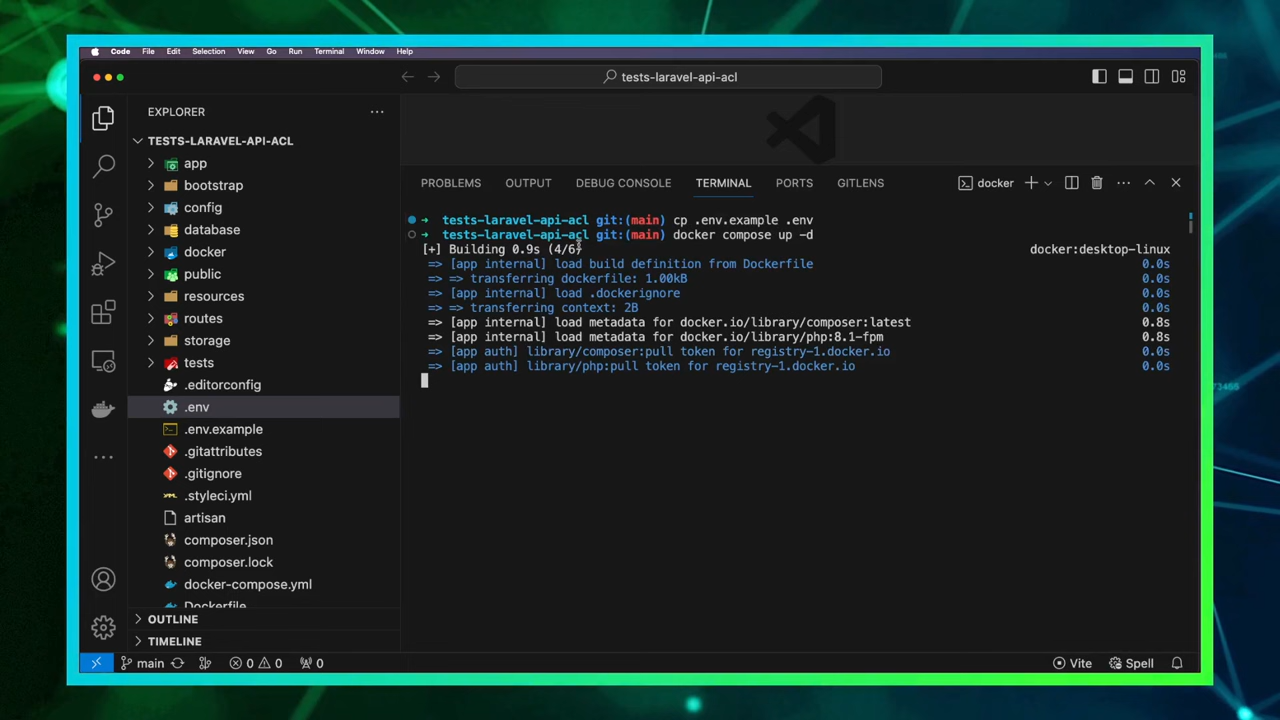 Code File Edit Selection View Go Run Terminal Window Help
tests-laravel-api-acl
EXPLORER
TESTS-LARAVEL-API-ACL
app
bootstrap
config
database
docker
public
resources
routes
storage
tests
.editorconfig
.env
.env.example
.gitattributes
.gitignore
.styleci.yml
artisan
composer.json
composer.lock
docker-compose.yml
Dockerfile
OUTLINE
TIMELINE
PROBLEMS OUTPUT DEBUG CONSOLE TERMINAL PORTS GITLENS docker
➜ tests-laravel-api-acl git:(main) cp .env.example .env
➜ tests-laravel-api-acl git:(main) docker compose up -d
[+] Building 0.9s (4/6) docker:desktop-linux
=> [app internal] load build definition from Dockerfile 0.0s
=> => transferring dockerfile: 1.00kB 0.0s
=> [app internal] load .dockerignore 0.0s
=> => transferring context: 2B 0.0s
=> [app internal] load metadata for docker.io/library/composer:latest 0.8s
=> [app internal] load metadata for docker.io/library/php:8.1-fpm 0.8s
=> [app auth] library/composer:pull token for registry-1.docker.io 0.0s
=> [app auth] library/php:pull token for registry-1.docker.io 0.0s
main 0 0 0 Vite Spell